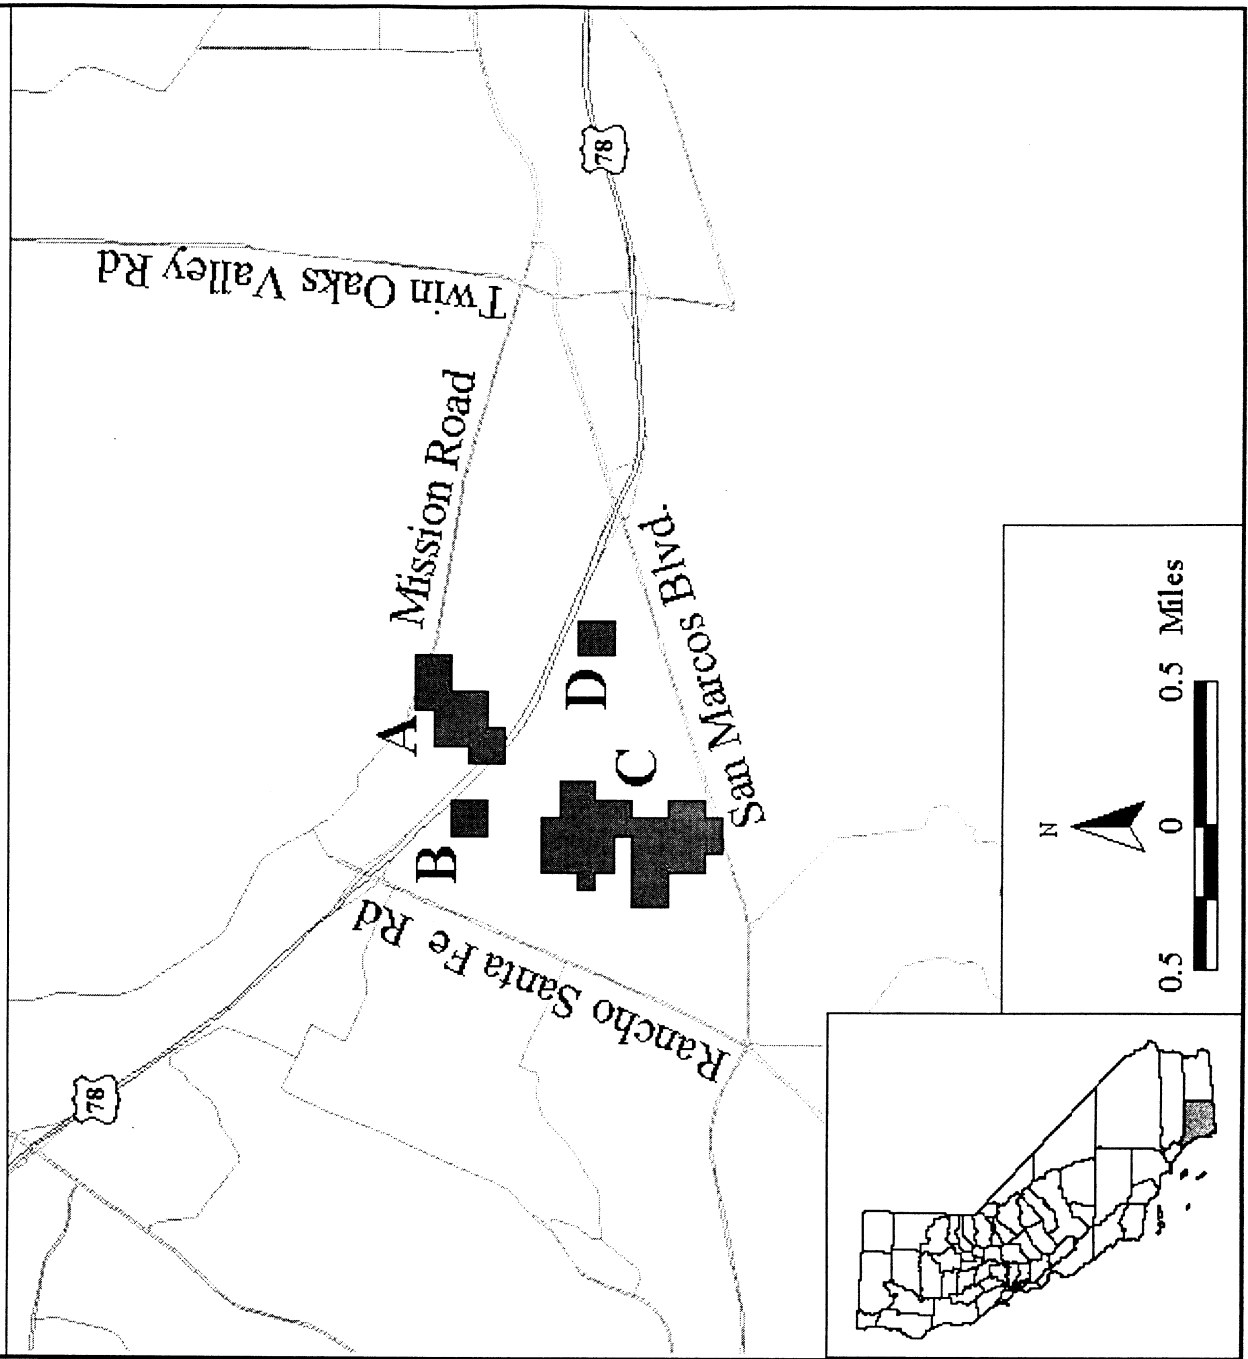 78
Twin Oaks Valley Rd
Mission Road
A
B
D
C
San Marcos Blvd.
Rancho Santa Fe Rd
78
N
0.5 0 0.5 Miles